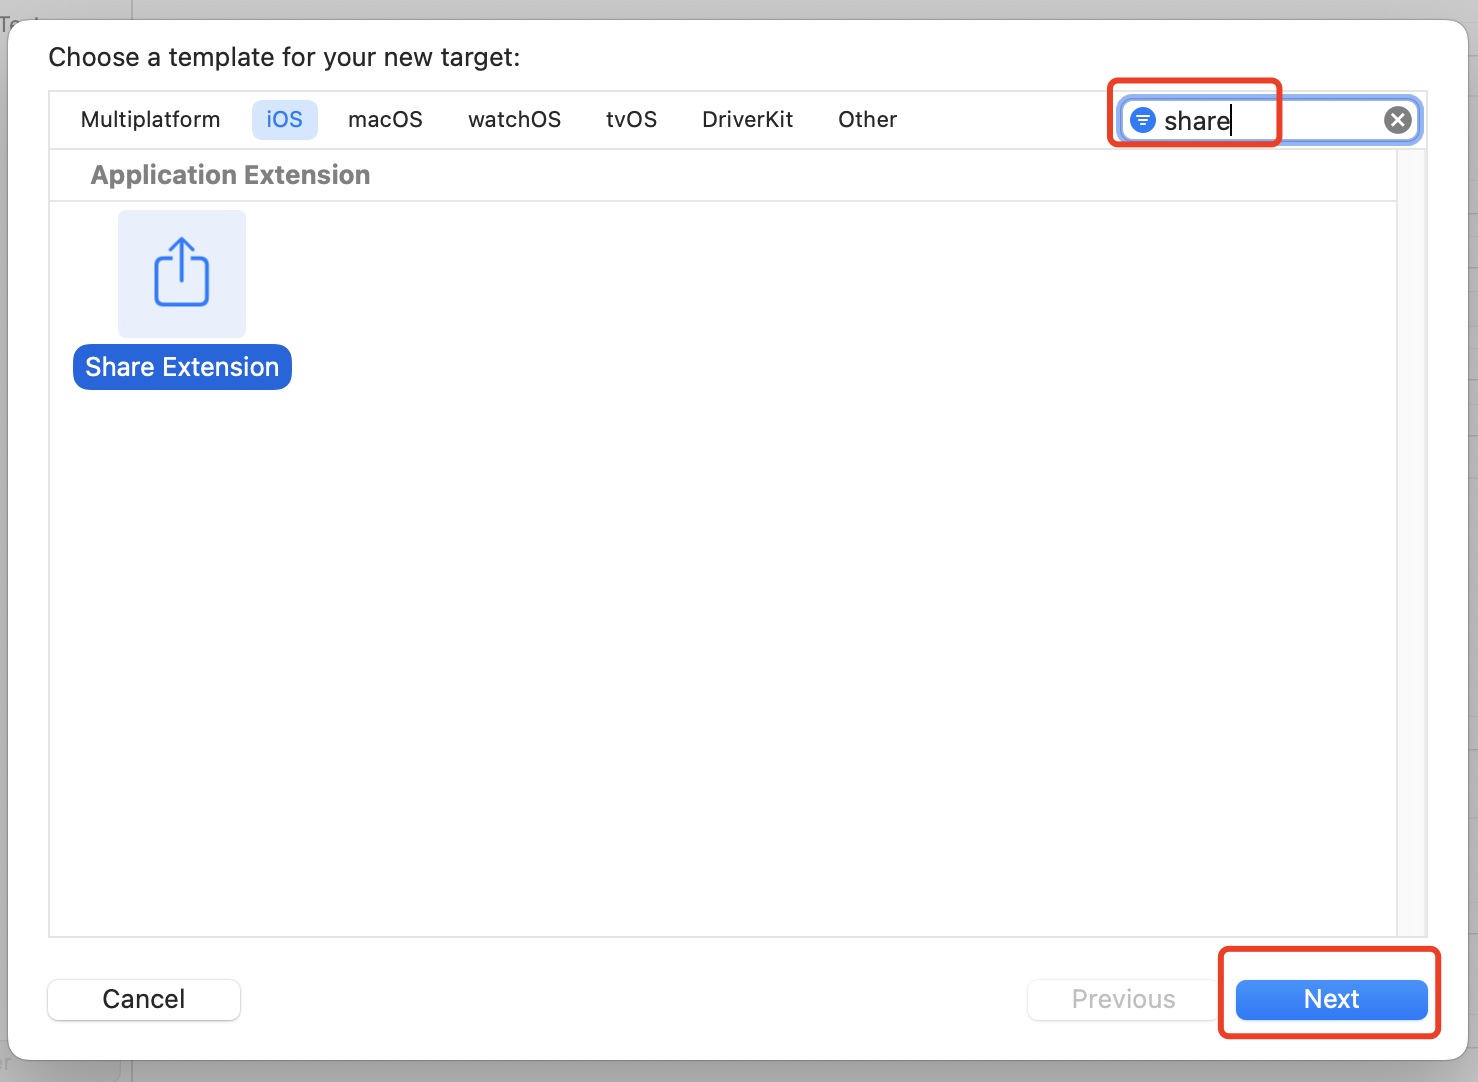 Choose a template for your new target:
Multiplatform iOS macOS watchOS tvOS DriverKit Other share
Application Extension
Share Extension
Cancel Previous Next